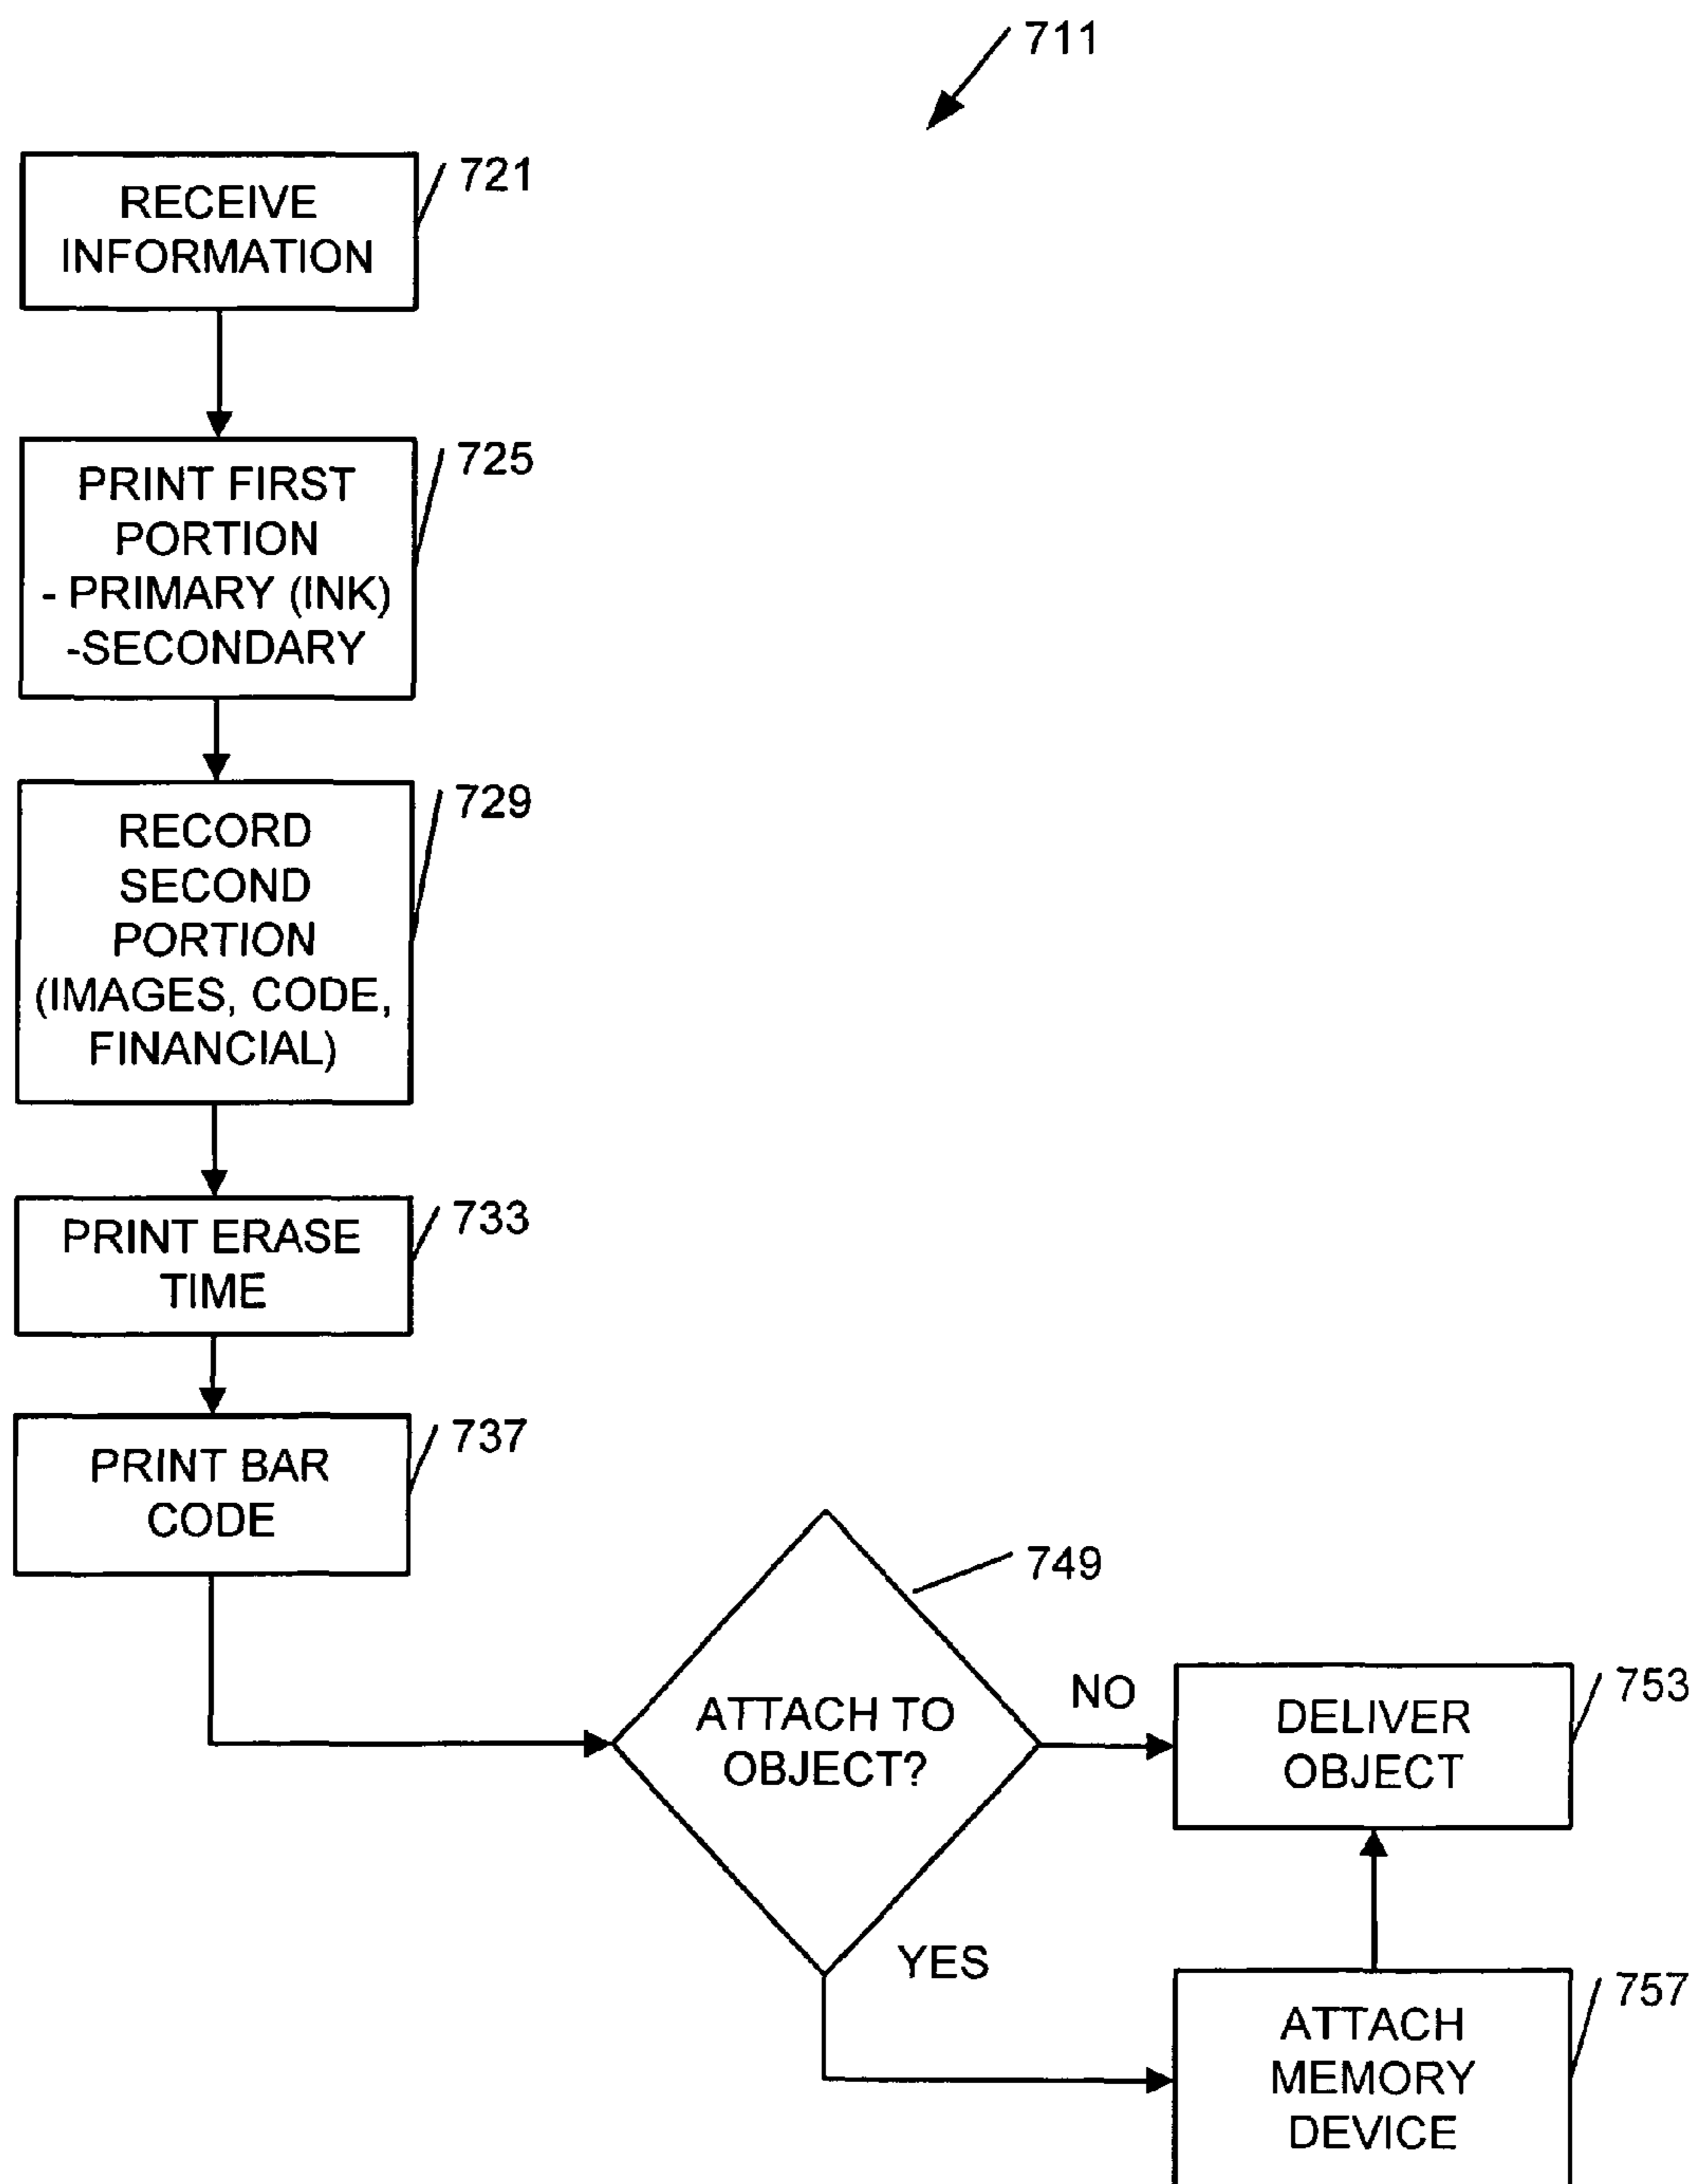 711
RECEIVE
INFORMATION
721
PRINT FIRST
PORTION
- PRIMARY (INK)
-SECONDARY
725
RECORD
SECOND
PORTION
(IMAGES, CODE,
FINANCIAL)
729
PRINT ERASE
TIME
733
PRINT BAR
CODE
737
ATTACH TO
OBJECT?
749
NO
DELIVER
OBJECT
753
YES
ATTACH
MEMORY
DEVICE
757